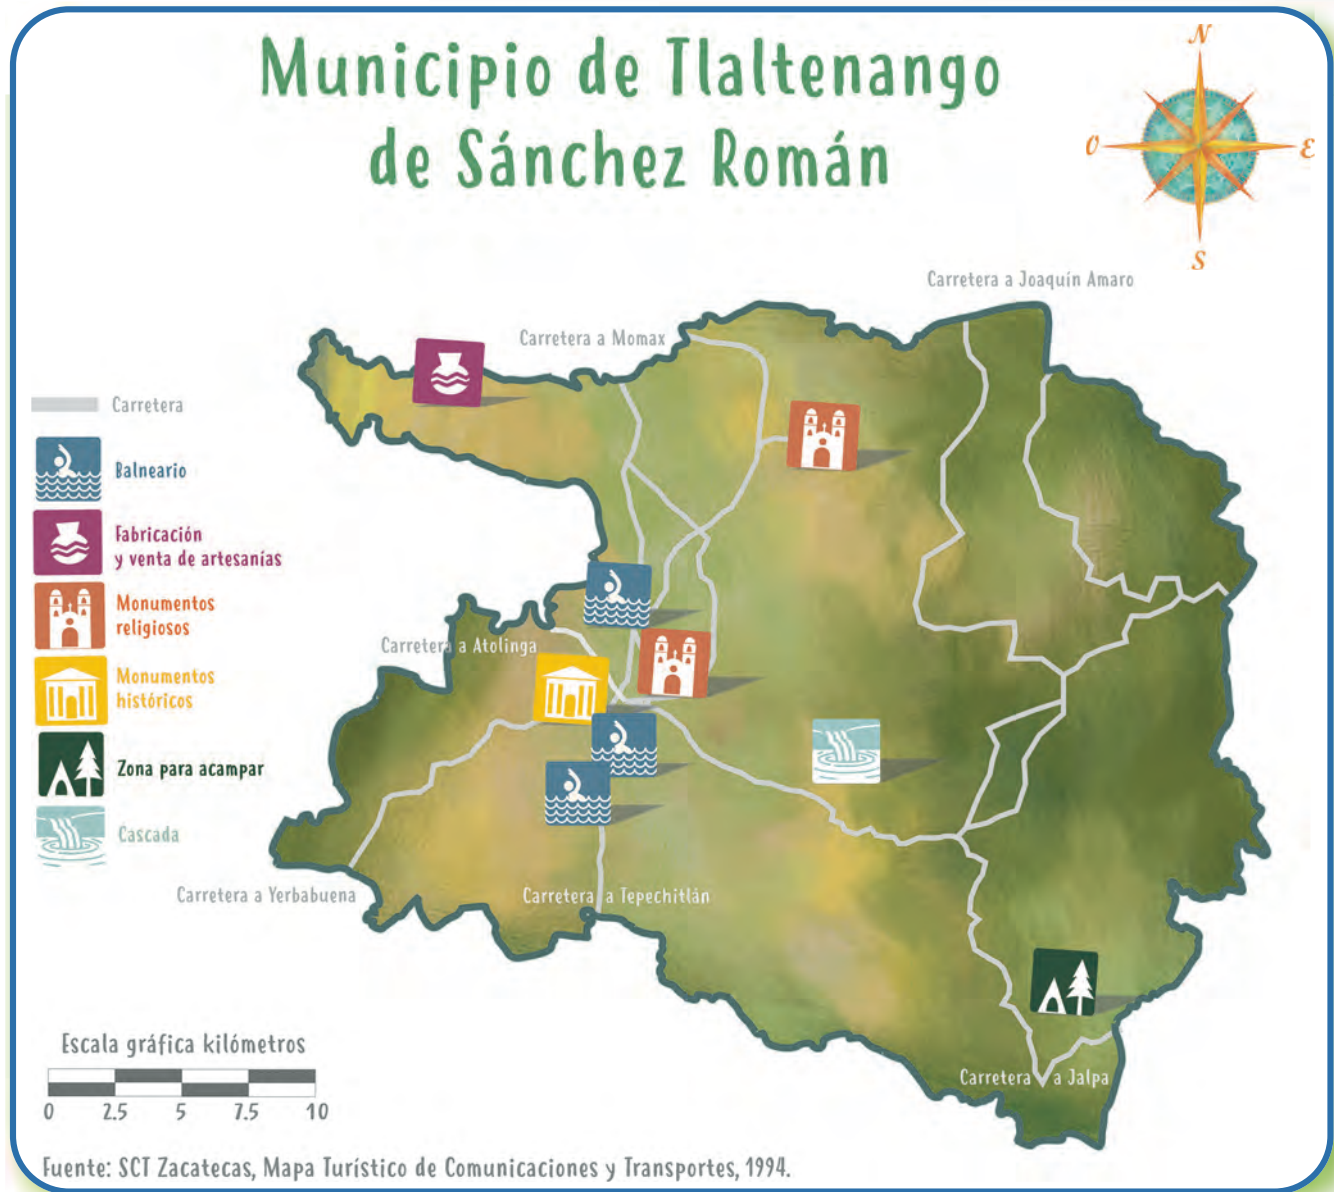 Municipio de Tlaltenango
de Sánchez Román
N
O
E
S
Carretera a Joaquín Amaro
Carretera a Momax
Carretera
Balneario
Fabricación
y venta de artesanías
Monumentos
religiosos
Monumentos
históricos
Zona para acampar
Cascada
Carretera a Atolinga
Carretera a Yerbabuena
Carretera a Tepechitlán
Carretera a Jalpa
Escala gráfica kilómetros
0 2.5 5 7.5 10
Fuente: SCT Zacatecas, Mapa Turístico de Comunicaciones y Transportes, 1994.